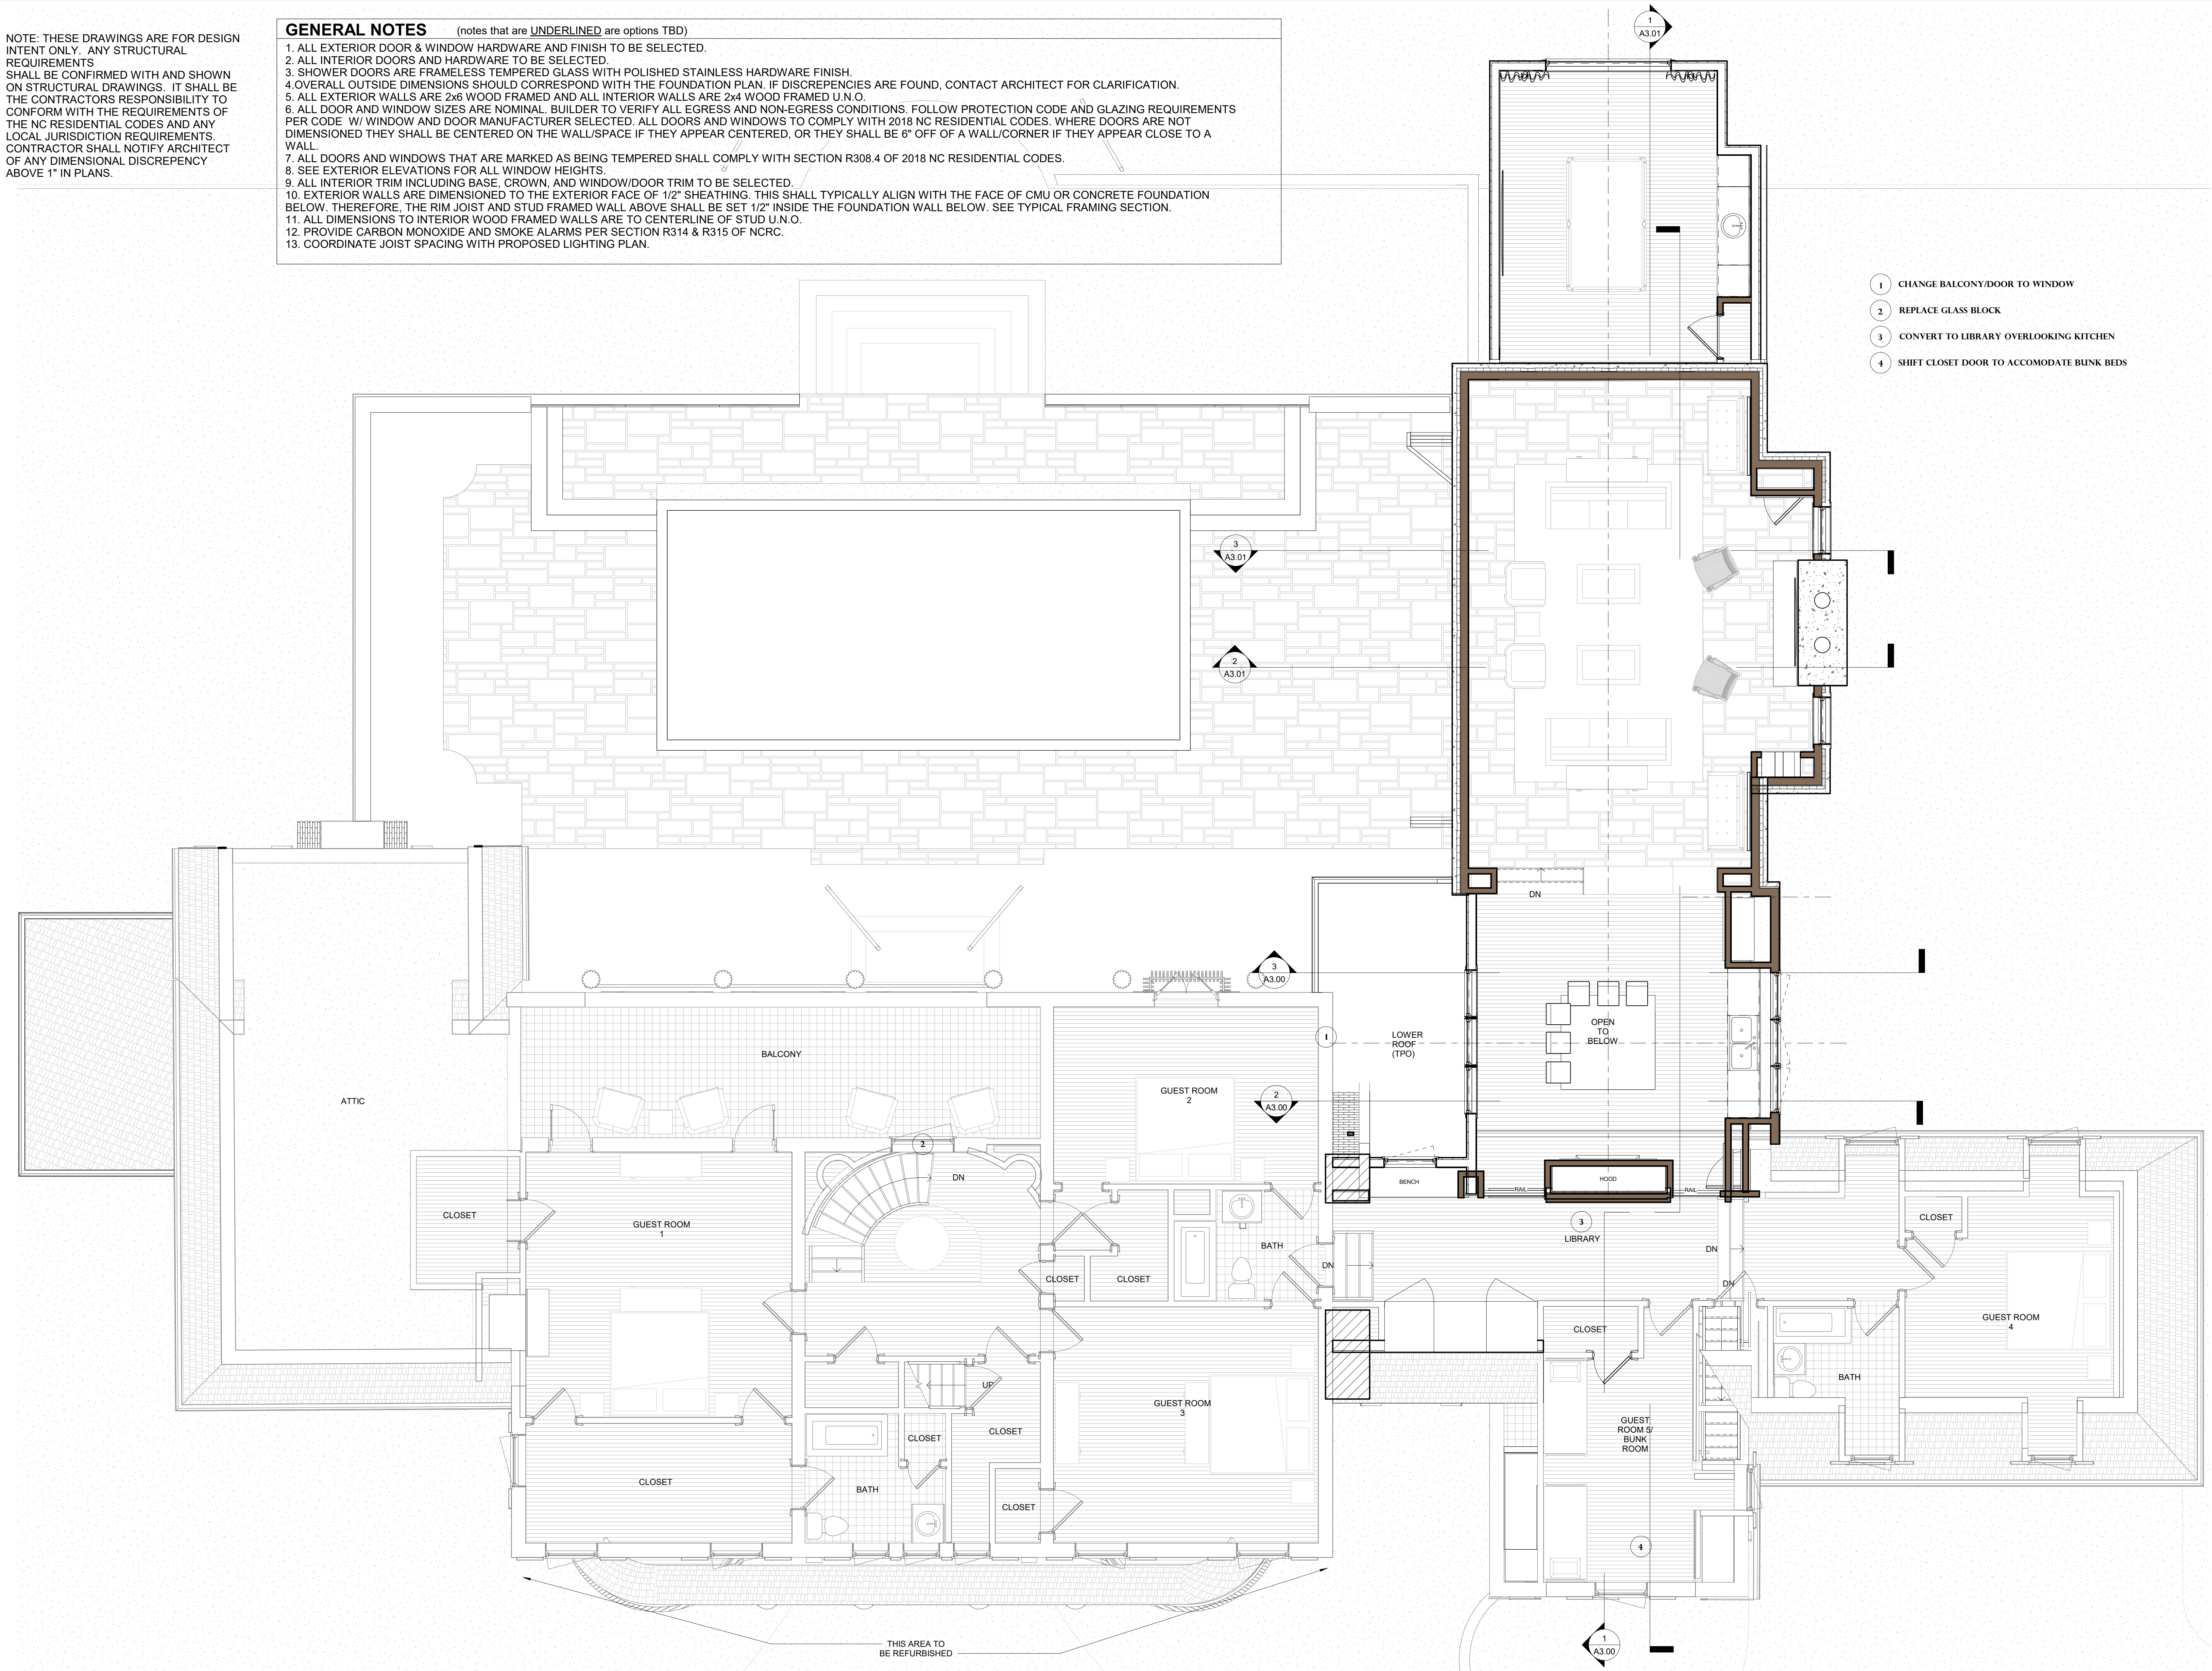 NOTE: THESE DRAWINGS ARE FOR DESIGN
INTENT ONLY.  ANY STRUCTURAL
REQUIREMENTS
SHALL BE CONFIRMED WITH AND SHOWN
ON STRUCTURAL DRAWINGS.  IT SHALL BE
THE CONTRACTORS RESPONSIBILITY TO
CONFORM WITH THE REQUIREMENTS OF
THE NC RESIDENTIAL CODES AND ANY
LOCAL JURISDICTION REQUIREMENTS.
CONTRACTOR SHALL NOTIFY ARCHITECT
OF ANY DIMENSIONAL DISCREPENCY
ABOVE 1" IN PLANS.
GENERAL NOTES (notes that are UNDERLINED are options TBD)
1. ALL EXTERIOR DOOR & WINDOW HARDWARE AND FINISH TO BE SELECTED.
2. ALL INTERIOR DOORS AND HARDWARE TO BE SELECTED.
3. SHOWER DOORS ARE FRAMELESS TEMPERED GLASS WITH POLISHED STAINLESS HARDWARE FINISH.
4.OVERALL OUTSIDE DIMENSIONS SHOULD CORRESPOND WITH THE FOUNDATION PLAN. IF DISCREPENCIES ARE FOUND, CONTACT ARCHITECT FOR CLARIFICATION.
5. ALL EXTERIOR WALLS ARE 2x6 WOOD FRAMED AND ALL INTERIOR WALLS ARE 2x4 WOOD FRAMED U.N.O.
6. ALL DOOR AND WINDOW SIZES ARE NOMINAL. BUILDER TO VERIFY ALL EGRESS AND NON-EGRESS CONDITIONS. FOLLOW PROTECTION CODE AND GLAZING REQUIREMENTS
PER CODE  W/ WINDOW AND DOOR MANUFACTURER SELECTED. ALL DOORS AND WINDOWS TO COMPLY WITH 2018 NC RESIDENTIAL CODES. WHERE DOORS ARE NOT
DIMENSIONED THEY SHALL BE CENTERED ON THE WALL/SPACE IF THEY APPEAR CENTERED, OR THEY SHALL BE 6" OFF OF A WALL/CORNER IF THEY APPEAR CLOSE TO A
WALL.
7. ALL DOORS AND WINDOWS THAT ARE MARKED AS BEING TEMPERED SHALL COMPLY WITH SECTION R308.4 OF 2018 NC RESIDENTIAL CODES.
8. SEE EXTERIOR ELEVATIONS FOR ALL WINDOW HEIGHTS.
9. ALL INTERIOR TRIM INCLUDING BASE, CROWN, AND WINDOW/DOOR TRIM TO BE SELECTED.
10. EXTERIOR WALLS ARE DIMENSIONED TO THE EXTERIOR FACE OF 1/2" SHEATHING. THIS SHALL TYPICALLY ALIGN WITH THE FACE OF CMU OR CONCRETE FOUNDATION
BELOW. THEREFORE, THE RIM JOIST AND STUD FRAMED WALL ABOVE SHALL BE SET 1/2" INSIDE THE FOUNDATION WALL BELOW. SEE TYPICAL FRAMING SECTION.
11. ALL DIMENSIONS TO INTERIOR WOOD FRAMED WALLS ARE TO CENTERLINE OF STUD U.N.O.
12. PROVIDE CARBON MONOXIDE AND SMOKE ALARMS PER SECTION R314 & R315 OF NCRC.
13. COORDINATE JOIST SPACING WITH PROPOSED LIGHTING PLAN.
1
A3.01
1 CHANGE BALCONY/DOOR TO WINDOW
2 REPLACE GLASS BLOCK
3 CONVERT TO LIBRARY OVERLOOKING KITCHEN
4 SHIFT CLOSET DOOR TO ACCOMODATE BUNK BEDS
3
A3.01
2
A3.01
DN
3
A3.00
1
LOWER
ROOF
(TPO)
OPEN
TO
BELOW
BALCONY
ATTIC
GUEST ROOM
2
2
A3.00
2
DN
BENCH
RAIL
HOOD
RAIL
CLOSET
GUEST ROOM
1
BATH
3
LIBRARY
DN
CLOSET
CLOSET
CLOSET
DN
DN
GUEST ROOM
4
CLOSET
BATH
UP
GUEST ROOM
3
GUEST
ROOM 5/
BUNK
ROOM
CLOSET
CLOSET
CLOSET
BATH
CLOSET
4
THIS AREA TO
BE REFURBISHED
1
A3.00